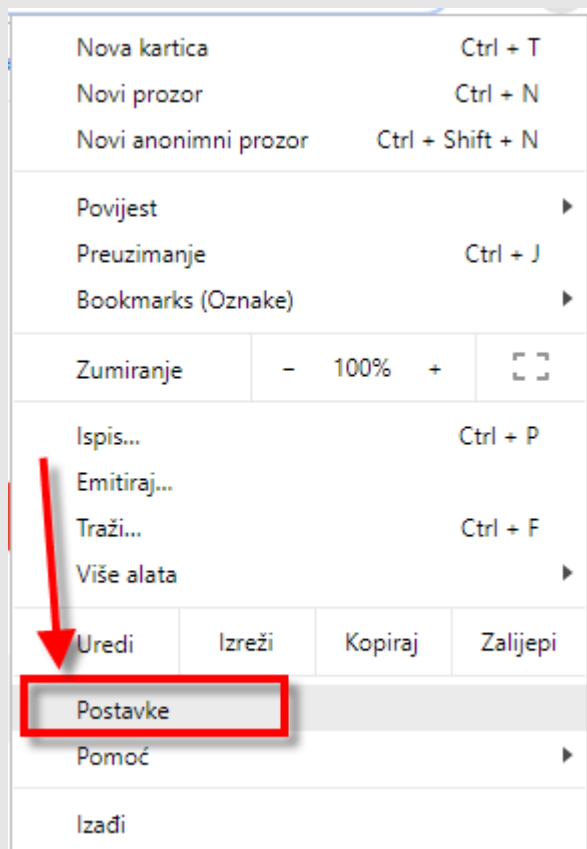 Nova kartica Ctrl + T
Novi prozor Ctrl + N
Novi anonimni prozor Ctrl + Shift + N
Povijest
Preuzimanje Ctrl + J
Bookmarks (Oznake)
Zumiranje - 100% +
Ispis... Ctrl + P
Emitiraj...
Traži... Ctrl + F
Više alata
Uredi Izreži Kopiraj Zalijepi
Postavke
Pomoć
Izađi